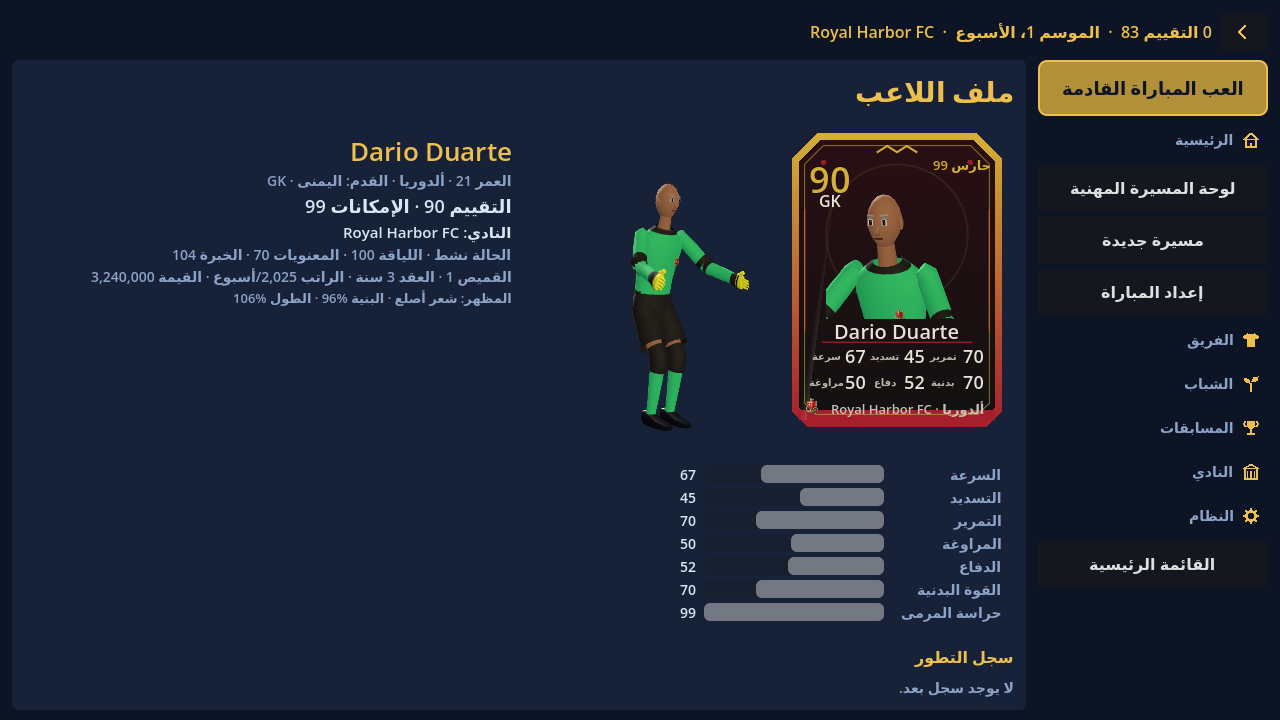 Royal Harbor FC · الموسم 1، الأسبوع · 83 التقييم 0
العب المباراة القادمة
الرئيسية
لوحة المسيرة المهنية
مسيرة جديدة
إعداد المباراة
الفريق
الشباب
المسابقات
النادي
النظام
القائمة الرئيسية
ملف اللاعب
90
GK
حارس 99
Dario Duarte
70 تمرير 45 تسديد 67 سرعة
70 بدنية 52 دفاع 50 مراوغة
ألدوريا · Royal Harbor FC
Dario Duarte
العمر 21 · ألدوريا · القدم: اليمنى · GK
التقييم 90 · الإمكانات 99
النادي: Royal Harbor FC
الحالة نشط · اللياقة 100 · المعنويات 70 · الخبرة 104
القميص 1 · العقد 3 سنة · الراتب 2,025/أسبوع · القيمة 3,240,000
المظهر: شعر أصلع · البنية 96% · الطول 106%
السرعة 67
التسديد 45
التمرير 70
المراوغة 50
الدفاع 52
القوة البدنية 70
حراسة المرمى 99
سجل التطور
لا يوجد سجل بعد.